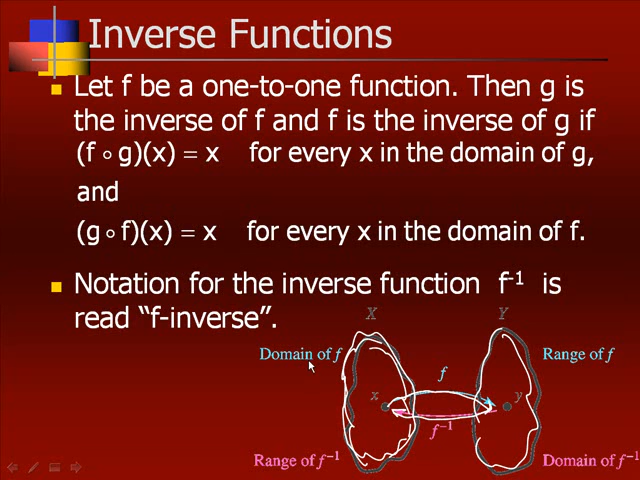 Inverse Functions
Let f be a one-to-one function. Then g is
the inverse of f and f is the inverse of g if
(f ∘ g)(x) = x for every x in the domain of g,
and
(g ∘ f)(x) = x for every x in the domain of f.
Notation for the inverse function f⁻¹ is
read “f-inverse”.
X Y
Domain of f Range of f
f
x y
f⁻¹
Range of f⁻¹ Domain of f⁻¹